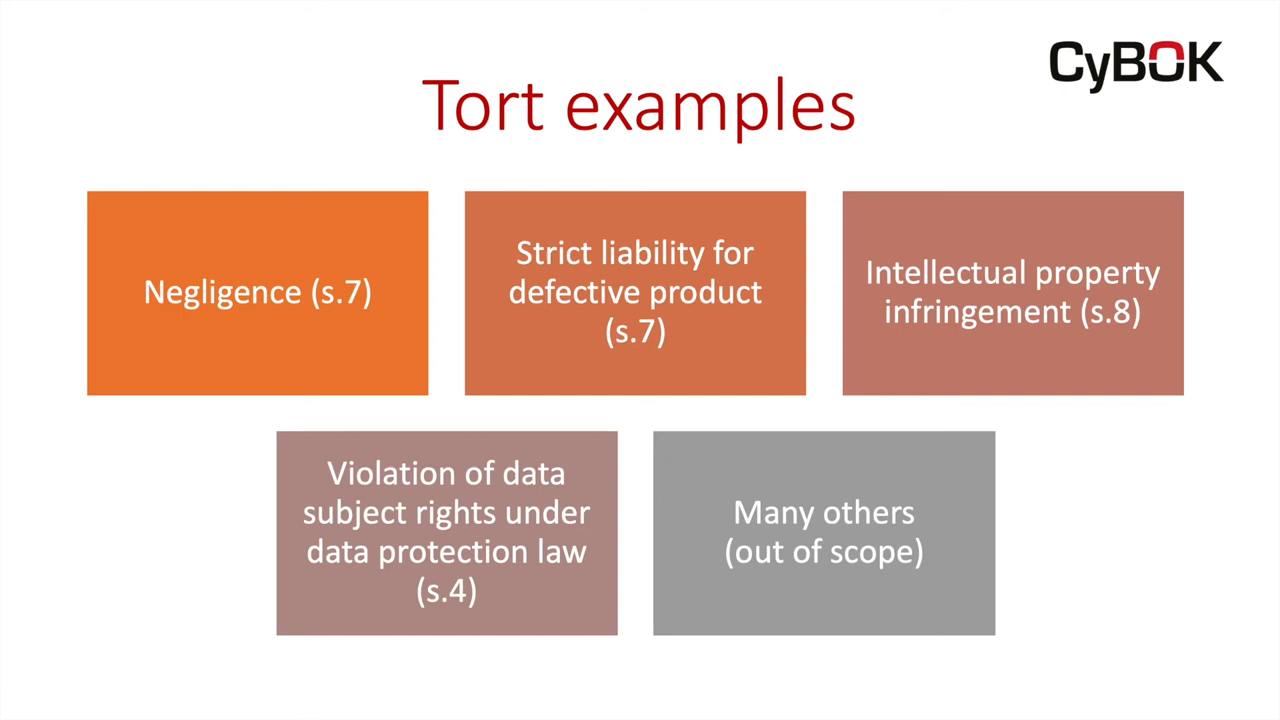 CyBOK
Tort examples
Negligence (s.7)
Strict liability for
defective product
(s.7)
Intellectual property
infringement (s.8)
Violation of data
subject rights under
data protection law
(s.4)
Many others
(out of scope)